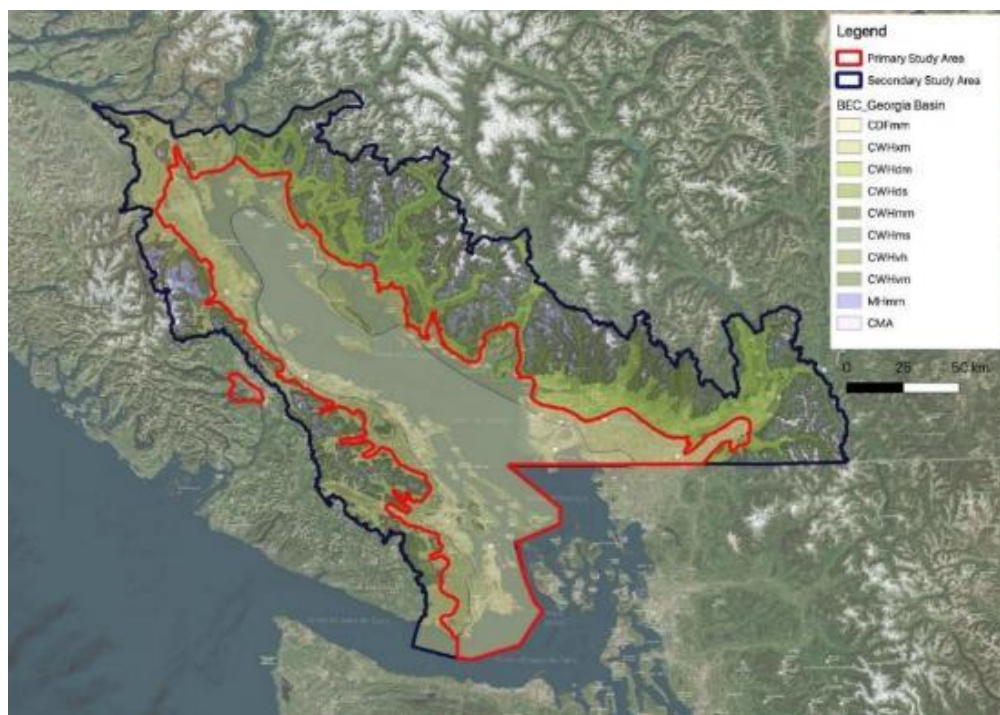 Legend
Primary Study Area
Secondary Study Area
BEC_Georgia Basin
CDFmm
CWHxm
CWHdm
CWHds
CWHmm
CWHms
CWHvh
CWHvm
MHmm
CMA
0 25 50 km